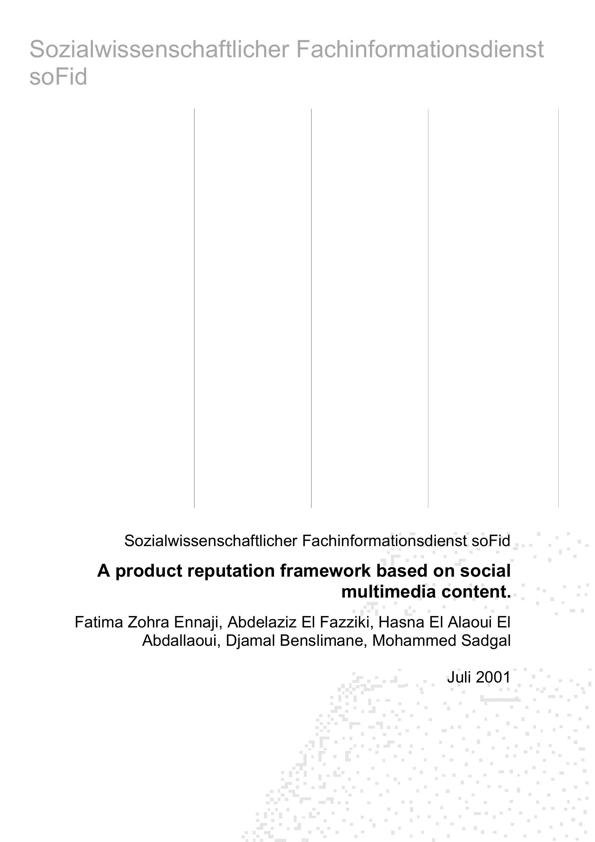 Sozialwissenschaftlicher Fachinformationsdienst
soFid
Sozialwissenschaftlicher Fachinformationsdienst soFid
A product reputation framework based on social
multimedia content.
Fatima Zohra Ennaji, Abdelaziz El Fazziki, Hasna El Alaoui El
Abdallaoui, Djamal Benslimane, Mohammed Sadgal
Juli 2001